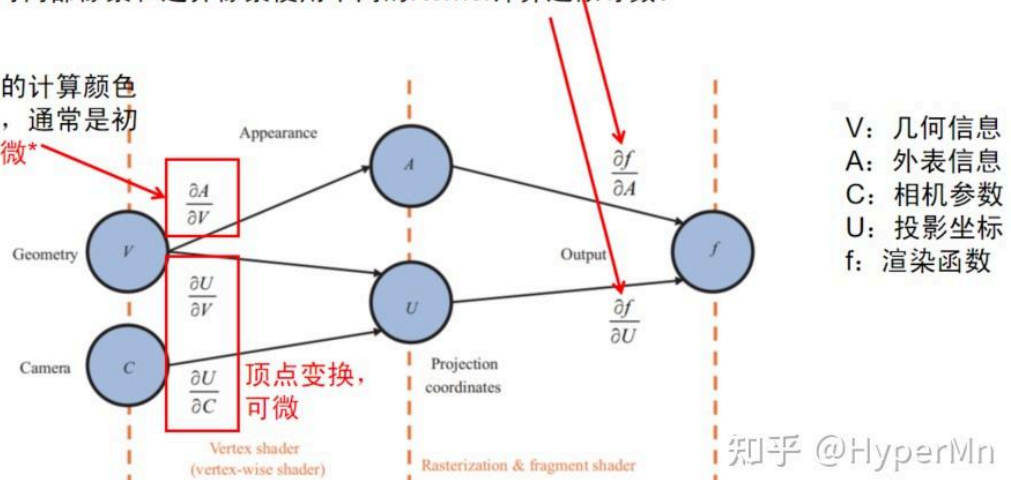 的计算颜色
，通常是初
微*
Appearance
A
∂A
∂V
∂f
∂A
V：几何信息
A：外表信息
C：相机参数
U：投影坐标
f：渲染函数
Geometry
V
Output
f
∂U
∂V
U
∂f
∂U
Camera
C
∂U
∂C
顶点变换，
可微
Projection
coordinates
Vertex shader
(vertex-wise shader)
Rasterization & fragment shader
知乎 @HyperMn